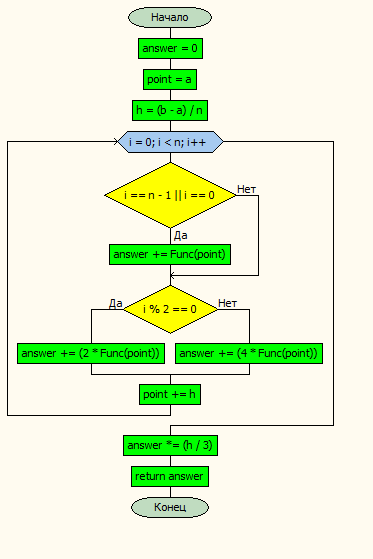 Начало
answer = 0
point = a
h = (b - a) / n
i = 0; i < n; i++
i == n - 1 || i == 0
Нет
Да
answer += Func(point)
Да
i % 2 == 0
Нет
answer += (2 * Func(point))
answer += (4 * Func(point))
point += h
answer *= (h / 3)
return answer
Конец